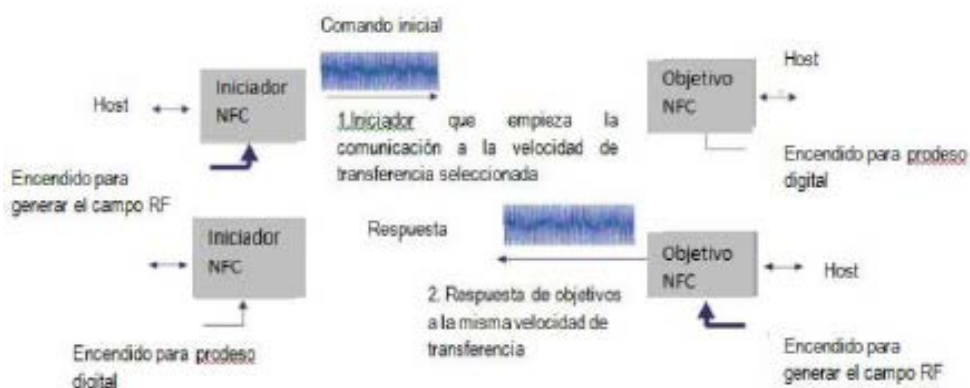 Comando inicial
Iniciador
NFC
Host
1.Iniciador que empieza la
comunicación a la velocidad de
transferencia seleccionada
Objetivo
NFC
Host
Encendido para
generar el campo RF
Encendido para prodeso
digital
Iniciador
NFC
Respuesta
Objetivo
NFC
Host
2. Respuesta de objetivos
a la misma velocidad de
transferencia
Encendido para prodeso
digital
Encendido para
generar el campo RF